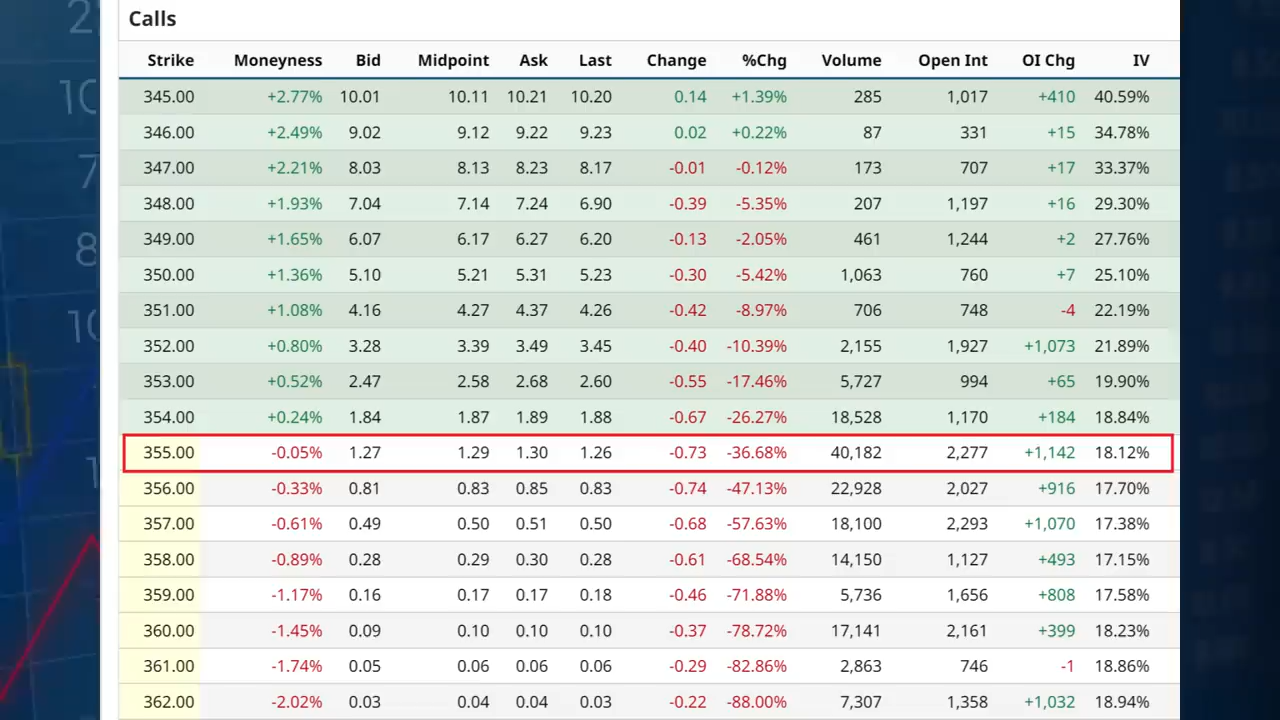 Calls
Strike Moneyness Bid Midpoint Ask Last Change %Chg Volume Open Int OI Chg IV
345.00 +2.77% 10.01 10.11 10.21 10.20 0.14 +1.39% 285 1,017 +410 40.59%
346.00 +2.49% 9.02 9.12 9.22 9.23 0.02 +0.22% 87 331 +15 34.78%
347.00 +2.21% 8.03 8.13 8.23 8.17 -0.01 -0.12% 173 707 +17 33.37%
348.00 +1.93% 7.04 7.14 7.24 6.90 -0.39 -5.35% 207 1,197 +16 29.30%
349.00 +1.65% 6.07 6.17 6.27 6.20 -0.13 -2.05% 461 1,244 +2 27.76%
350.00 +1.36% 5.10 5.21 5.31 5.23 -0.30 -5.42% 1,063 760 +7 25.10%
351.00 +1.08% 4.16 4.27 4.37 4.26 -0.42 -8.97% 706 748 -4 22.19%
352.00 +0.80% 3.28 3.39 3.49 3.45 -0.40 -10.39% 2,155 1,927 +1,073 21.89%
353.00 +0.52% 2.47 2.58 2.68 2.60 -0.55 -17.46% 5,727 994 +65 19.90%
354.00 +0.24% 1.84 1.87 1.89 1.88 -0.67 -26.27% 18,528 1,170 +184 18.84%
355.00 -0.05% 1.27 1.29 1.30 1.26 -0.73 -36.68% 40,182 2,277 +1,142 18.12%
356.00 -0.33% 0.81 0.83 0.85 0.83 -0.74 -47.13% 22,928 2,027 +916 17.70%
357.00 -0.61% 0.49 0.50 0.51 0.50 -0.68 -57.63% 18,100 2,293 +1,070 17.38%
358.00 -0.89% 0.28 0.29 0.30 0.28 -0.61 -68.54% 14,150 1,127 +493 17.15%
359.00 -1.17% 0.16 0.17 0.17 0.18 -0.46 -71.88% 5,736 1,656 +808 17.58%
360.00 -1.45% 0.09 0.10 0.10 0.10 -0.37 -78.72% 17,141 2,161 +399 18.23%
361.00 -1.74% 0.05 0.06 0.06 0.06 -0.29 -82.86% 2,863 746 -1 18.86%
362.00 -2.02% 0.03 0.04 0.04 0.03 -0.22 -88.00% 7,307 1,358 +1,032 18.94%